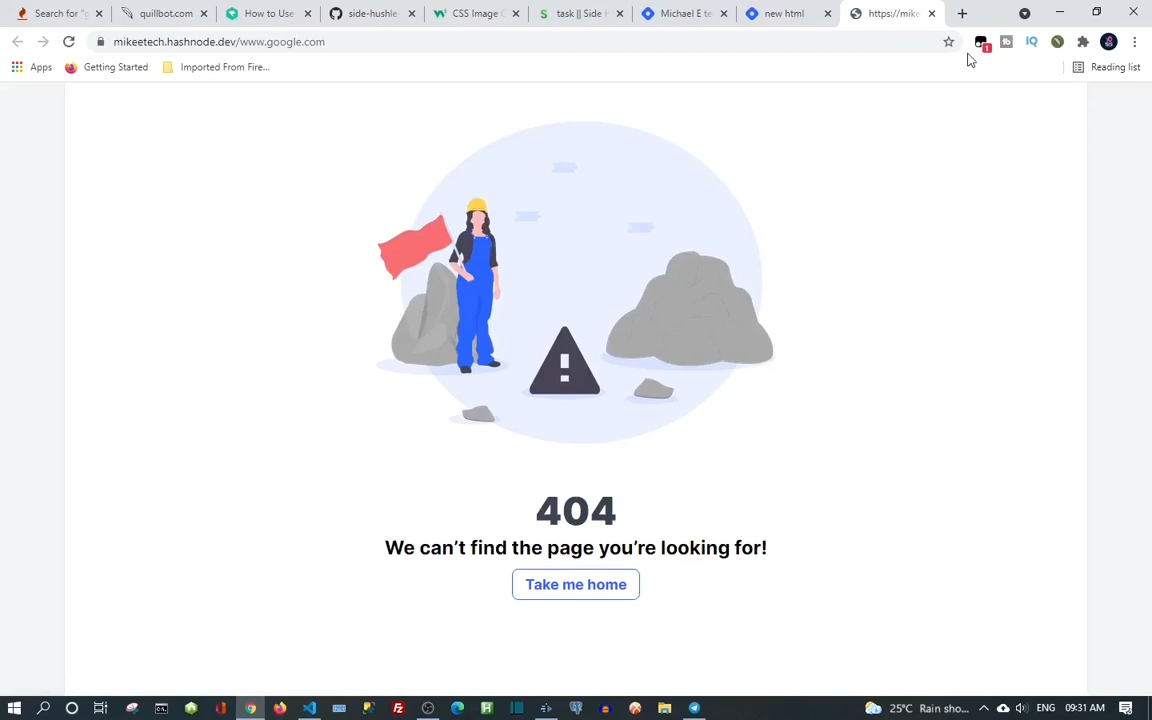 Search for "g
quillbot.com
How to Use
side-hushle-
CSS Image C
task || Side H
Michael E te
new html
https://mike
mikeetech.hashnode.dev/www.google.com
1
IQ
Apps
Getting Started
Imported From Fire...
Reading list
404
We can't find the page you're looking for!
Take me home
25°C Rain sho...
ENG
09:31 AM